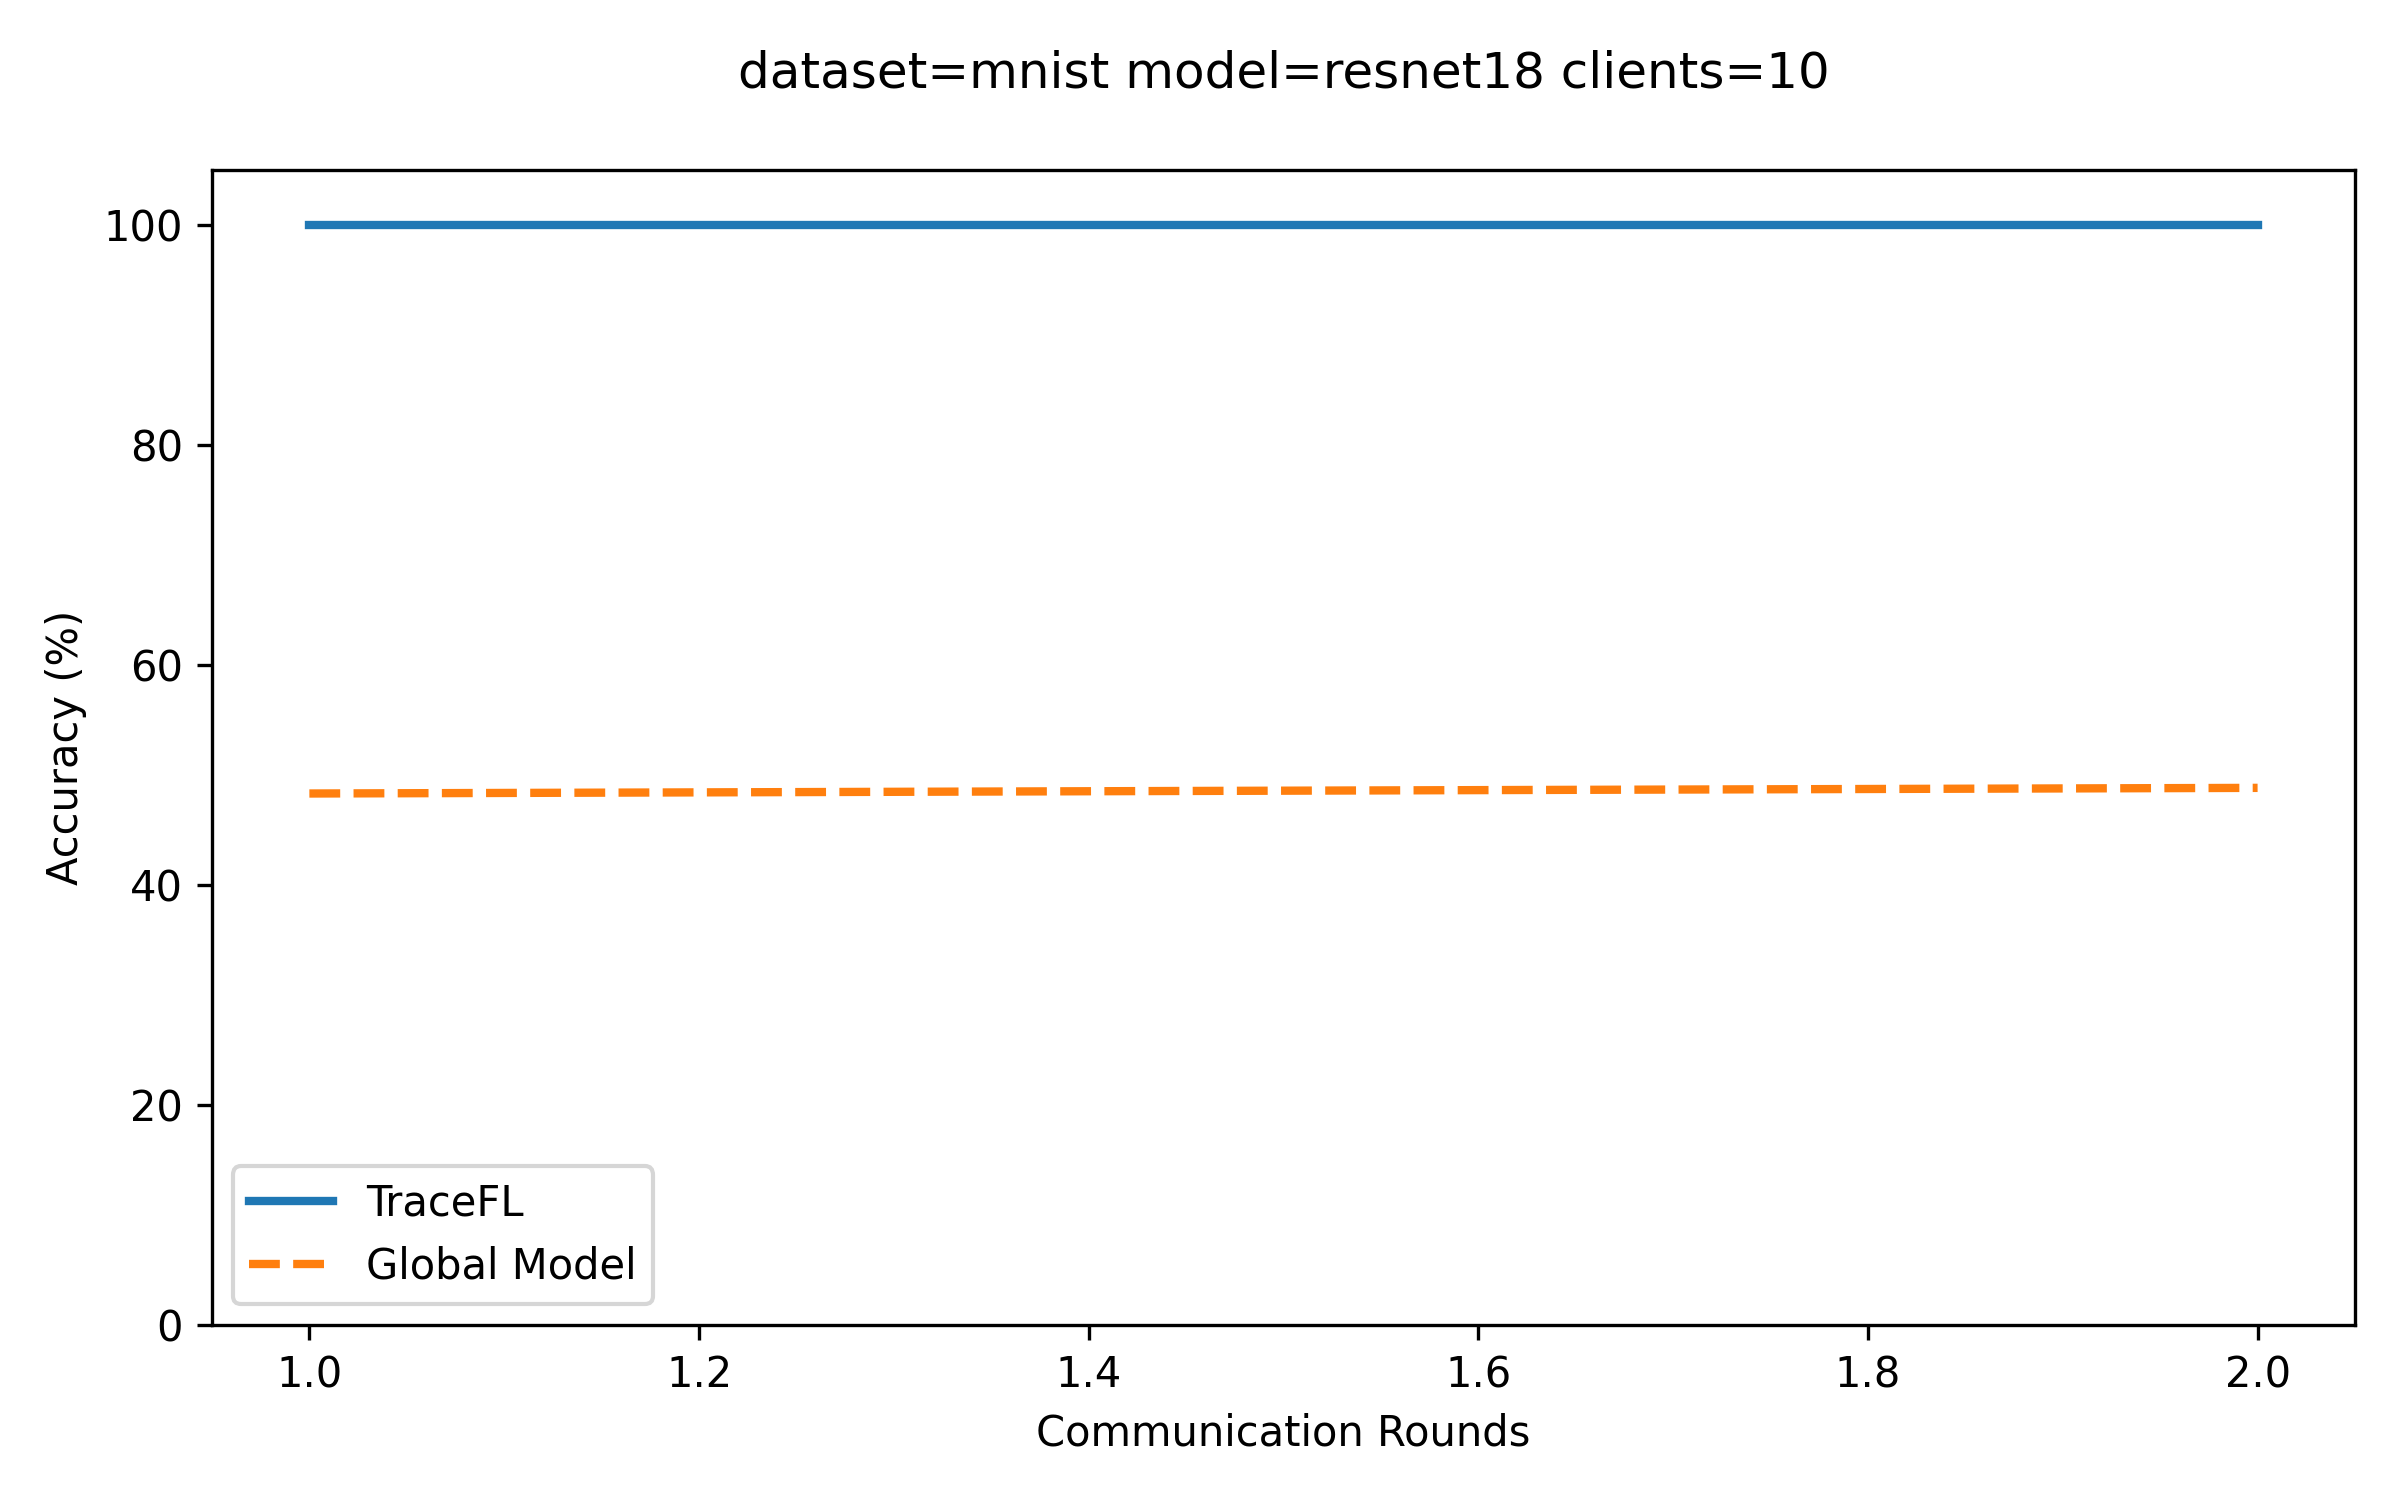 dataset=mnist model=resnet18 clients=10
Accuracy (%)
100
80
60
40
20
0
TraceFL
Global Model
1.0 1.2 1.4 1.6 1.8 2.0
Communication Rounds